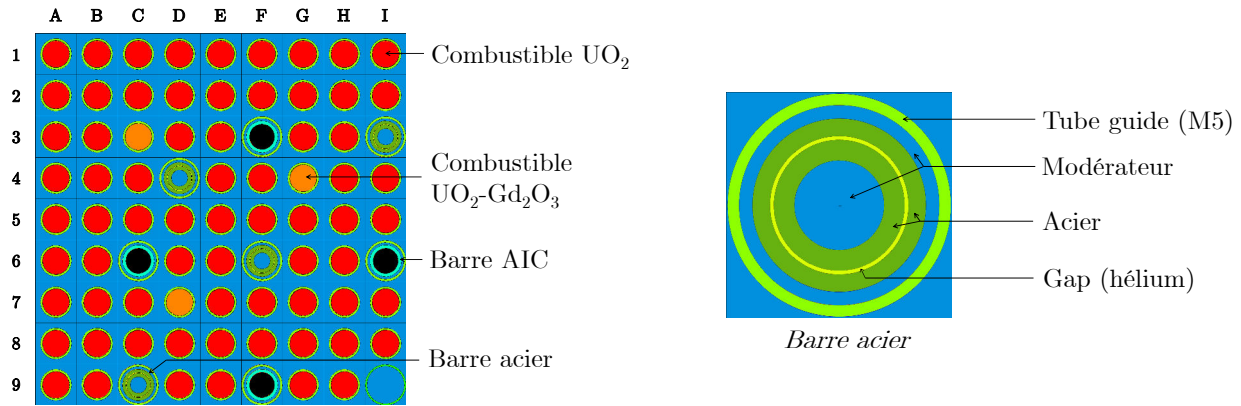 A B C D E F G H I
1
2
3
4
5
6
7
8
9
Combustible UO₂
Combustible
UO₂-Gd₂O₃
Barre AIC
Barre acier
Tube guide (M5)
Modérateur
Acier
Gap (hélium)
Barre acier